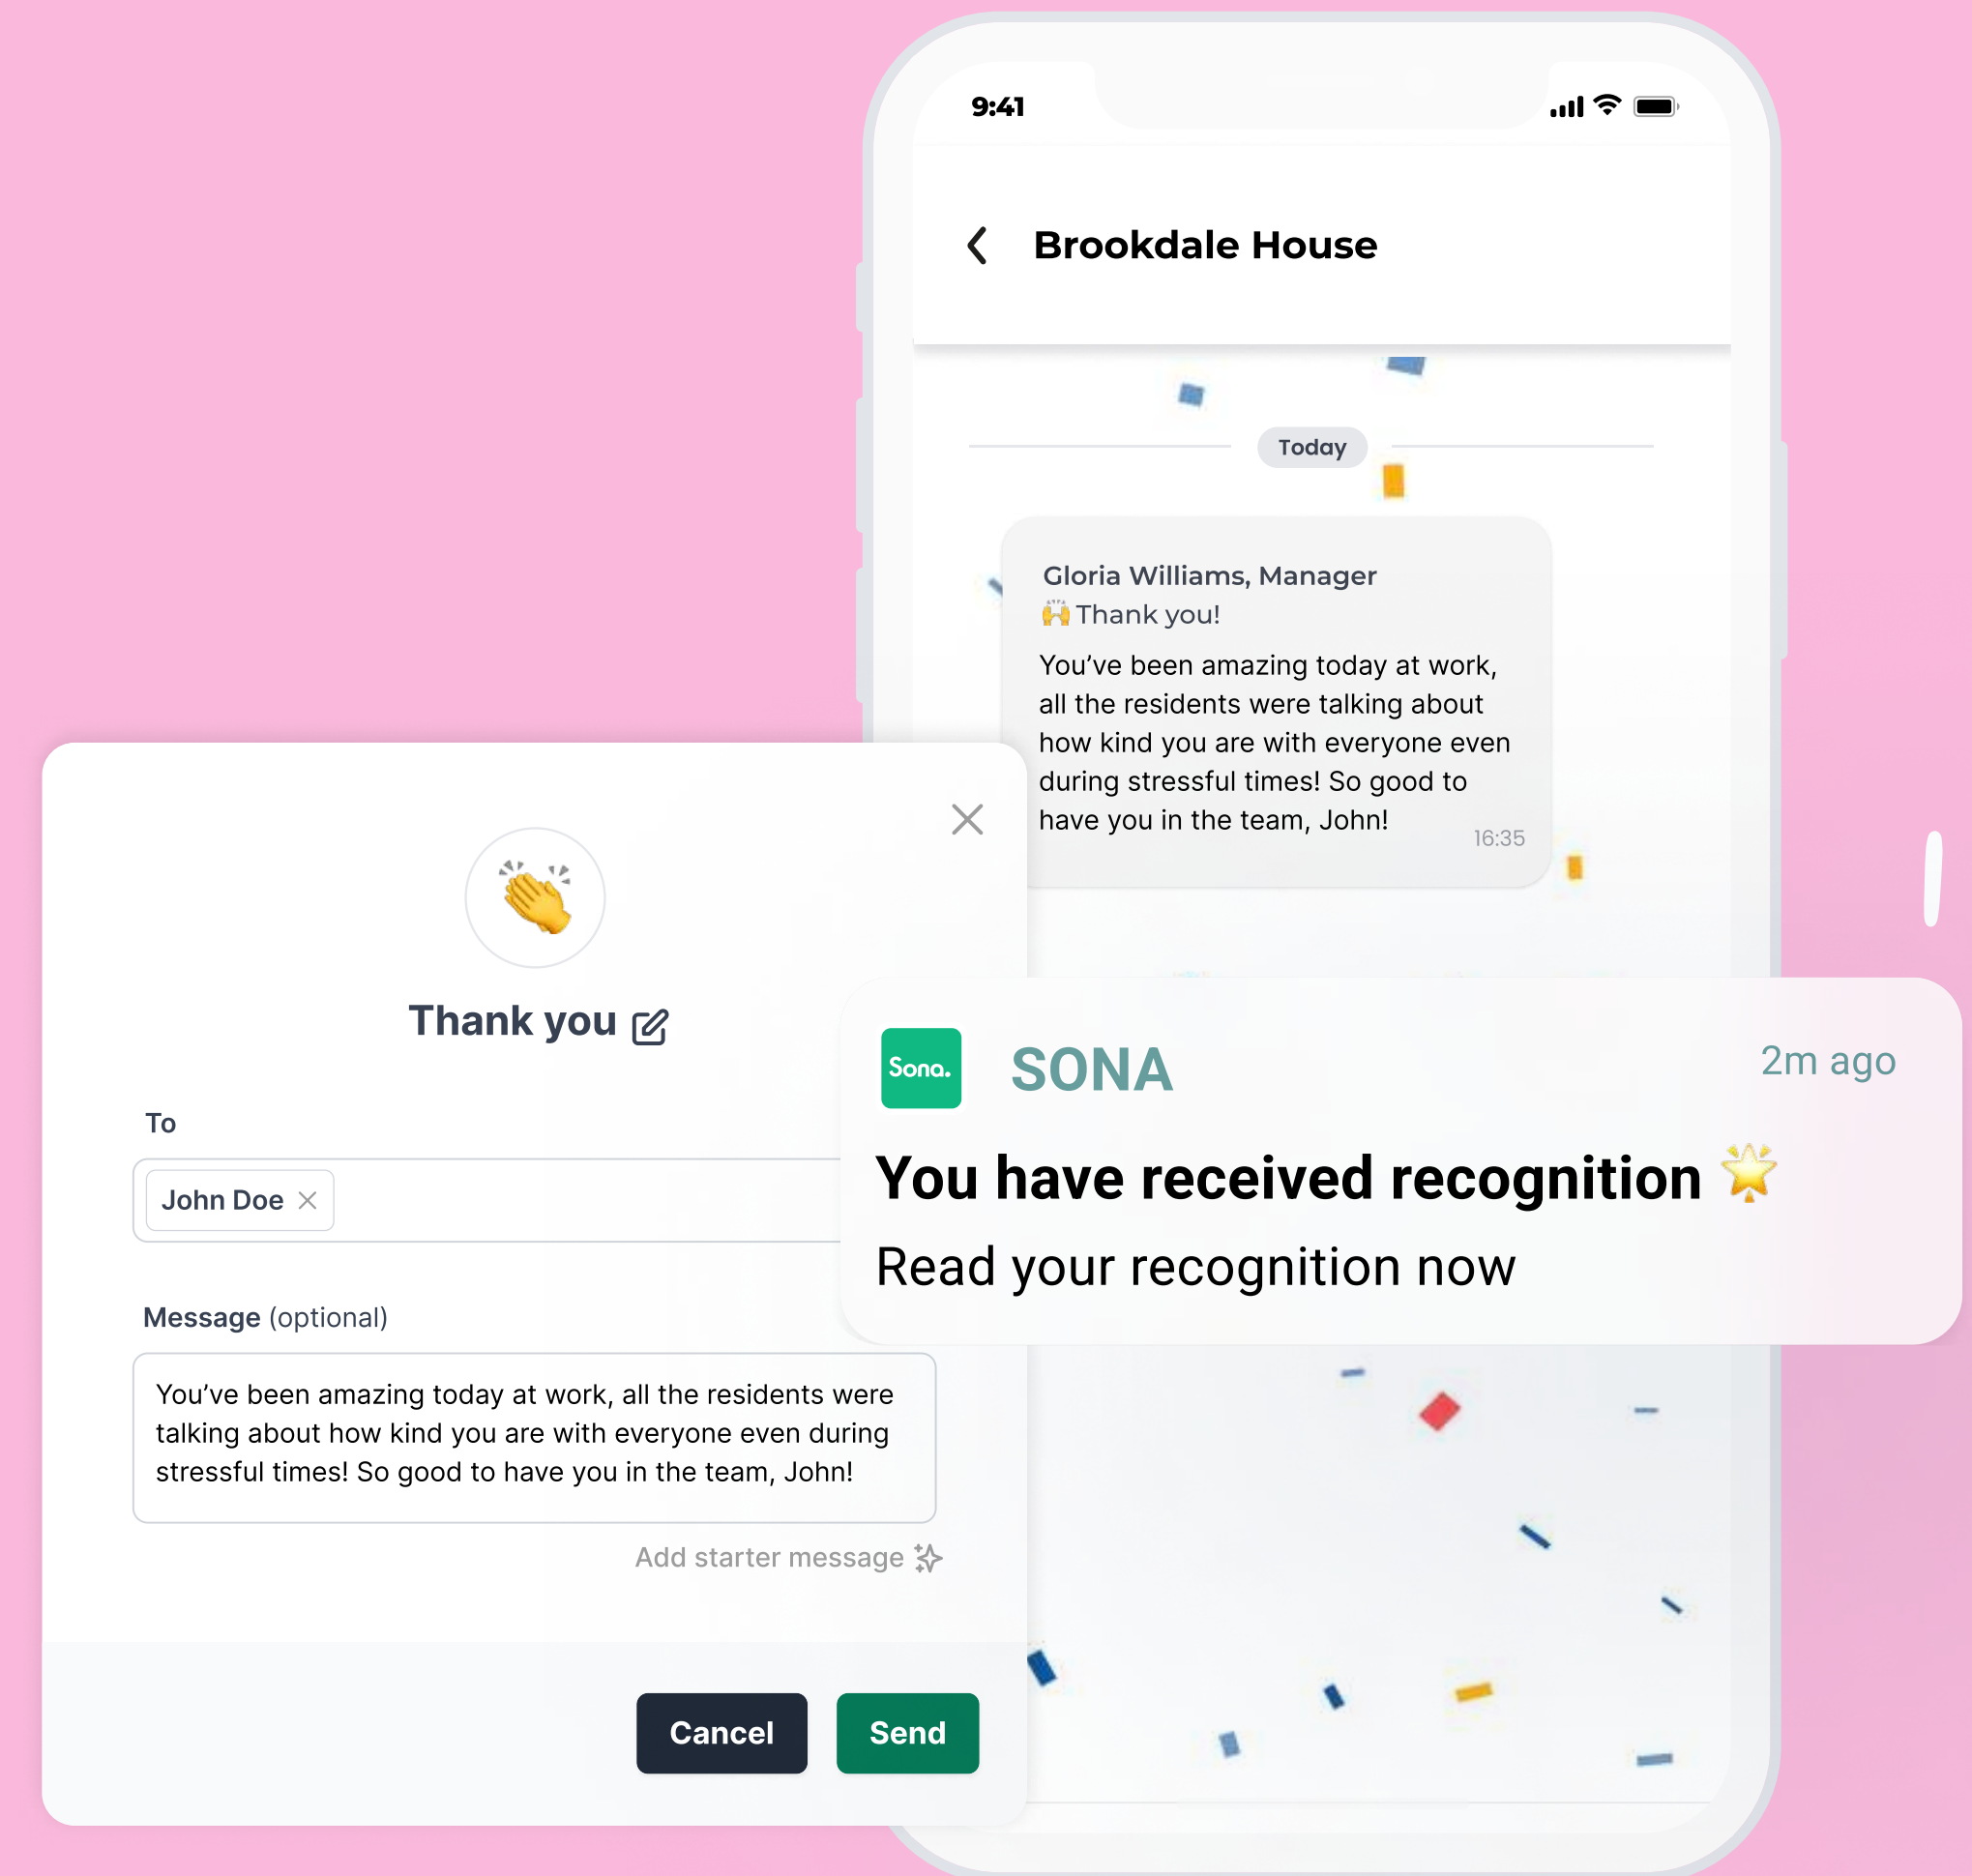 9:41
Brookdale House
Today
Gloria Williams, Manager
🙌 Thank you!
You’ve been amazing today at work,
all the residents were talking about
how kind you are with everyone even
during stressful times! So good to
have you in the team, John!
16:35
Thank you
To
John Doe
Message (optional)
You’ve been amazing today at work, all the residents were
talking about how kind you are with everyone even during
stressful times! So good to have you in the team, John!
Add starter message
Cancel
Send
Sona.
SONA
2m ago
You have received recognition 🌟
Read your recognition now